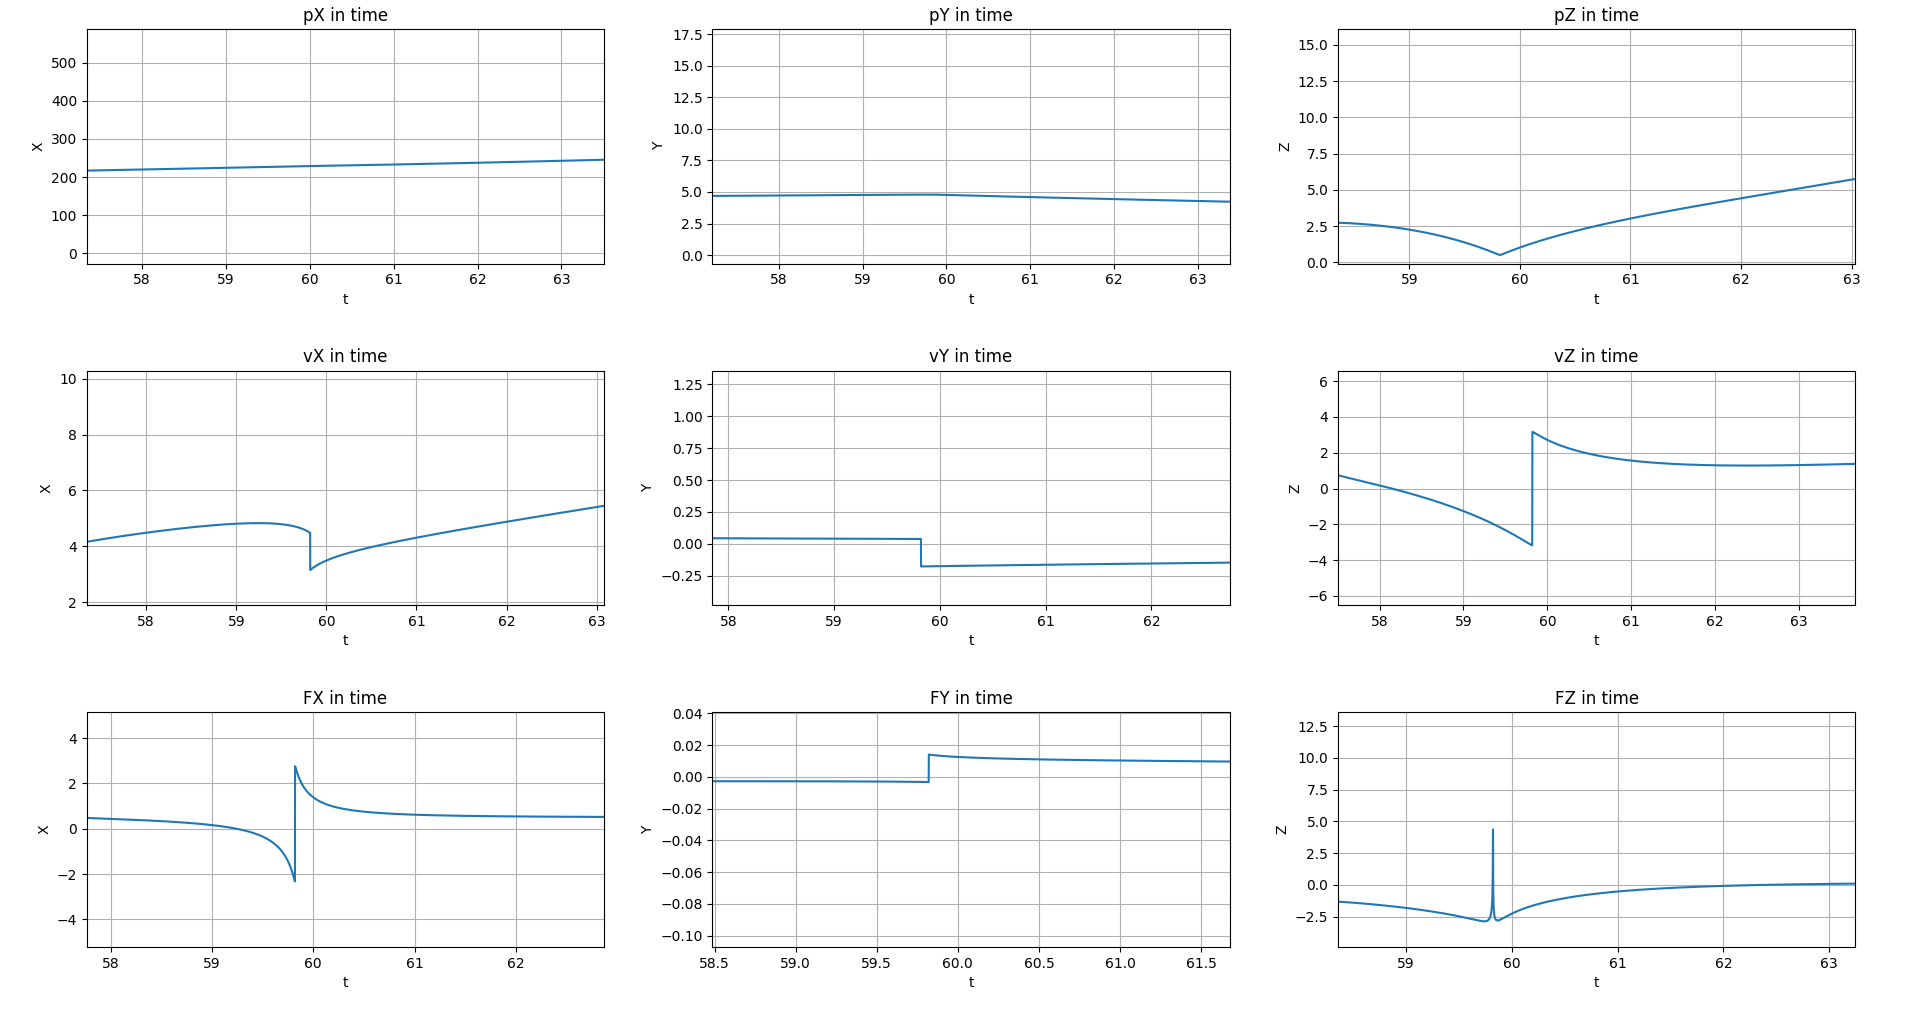 pX in time
X
500
400
300
200
100
0
58 59 60 61 62 63
t
pY in time
Y
17.5
15.0
12.5
10.0
7.5
5.0
2.5
0.0
58 59 60 61 62 63
t
pZ in time
Z
15.0
12.5
10.0
7.5
5.0
2.5
0.0
59 60 61 62 63
t
vX in time
X
10
8
6
4
2
58 59 60 61 62 63
t
vY in time
Y
1.25
1.00
0.75
0.50
0.25
0.00
−0.25
58 59 60 61 62
t
vZ in time
Z
6
4
2
0
−2
−4
−6
58 59 60 61 62 63
t
FX in time
X
4
2
0
−2
−4
58 59 60 61 62
t
FY in time
Y
0.04
0.02
0.00
−0.02
−0.04
−0.06
−0.08
−0.10
58.5 59.0 59.5 60.0 60.5 61.0 61.5
t
FZ in time
Z
12.5
10.0
7.5
5.0
2.5
0.0
−2.5
59 60 61 62 63
t